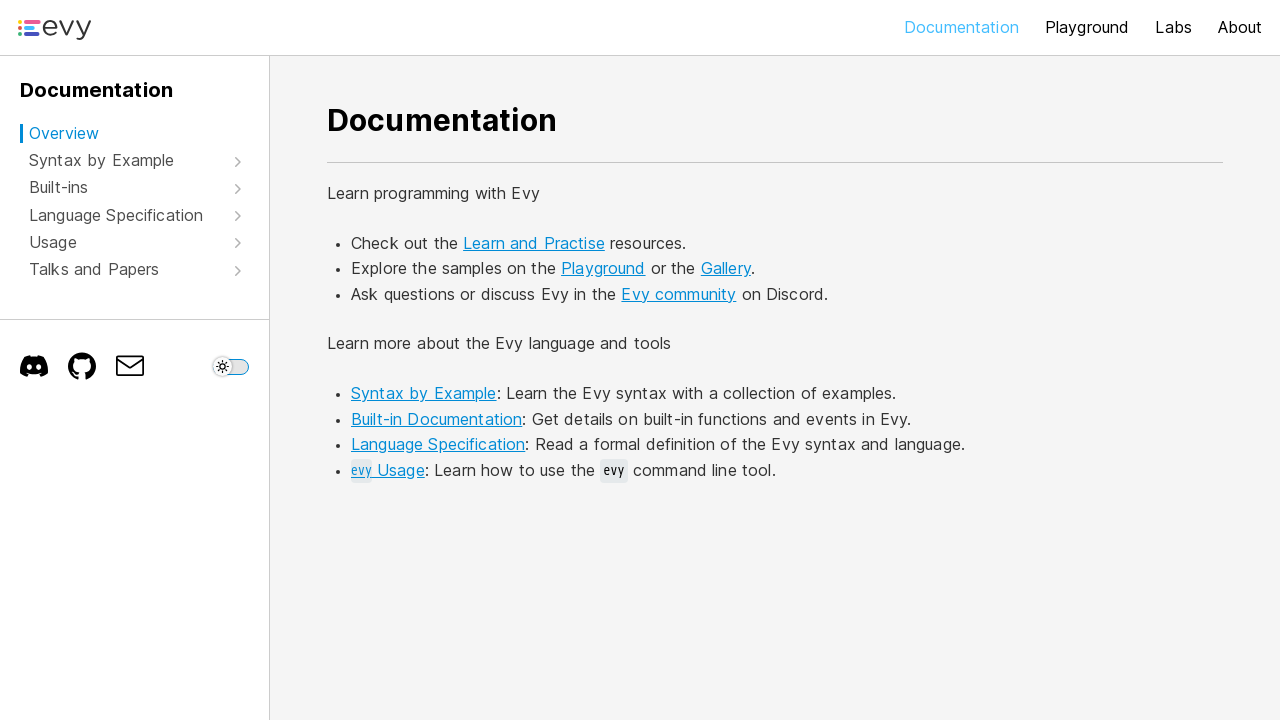 evy
Documentation Playground Labs About
Documentation
Overview
Syntax by Example
Built-ins
Language Specification
Usage
Talks and Papers
Documentation
Learn programming with Evy
Check out the Learn and Practise resources.
Explore the samples on the Playground or the Gallery.
Ask questions or discuss Evy in the Evy community on Discord.
Learn more about the Evy language and tools
Syntax by Example: Learn the Evy syntax with a collection of examples.
Built-in Documentation: Get details on built-in functions and events in Evy.
Language Specification: Read a formal definition of the Evy syntax and language.
evy Usage: Learn how to use the evy command line tool.